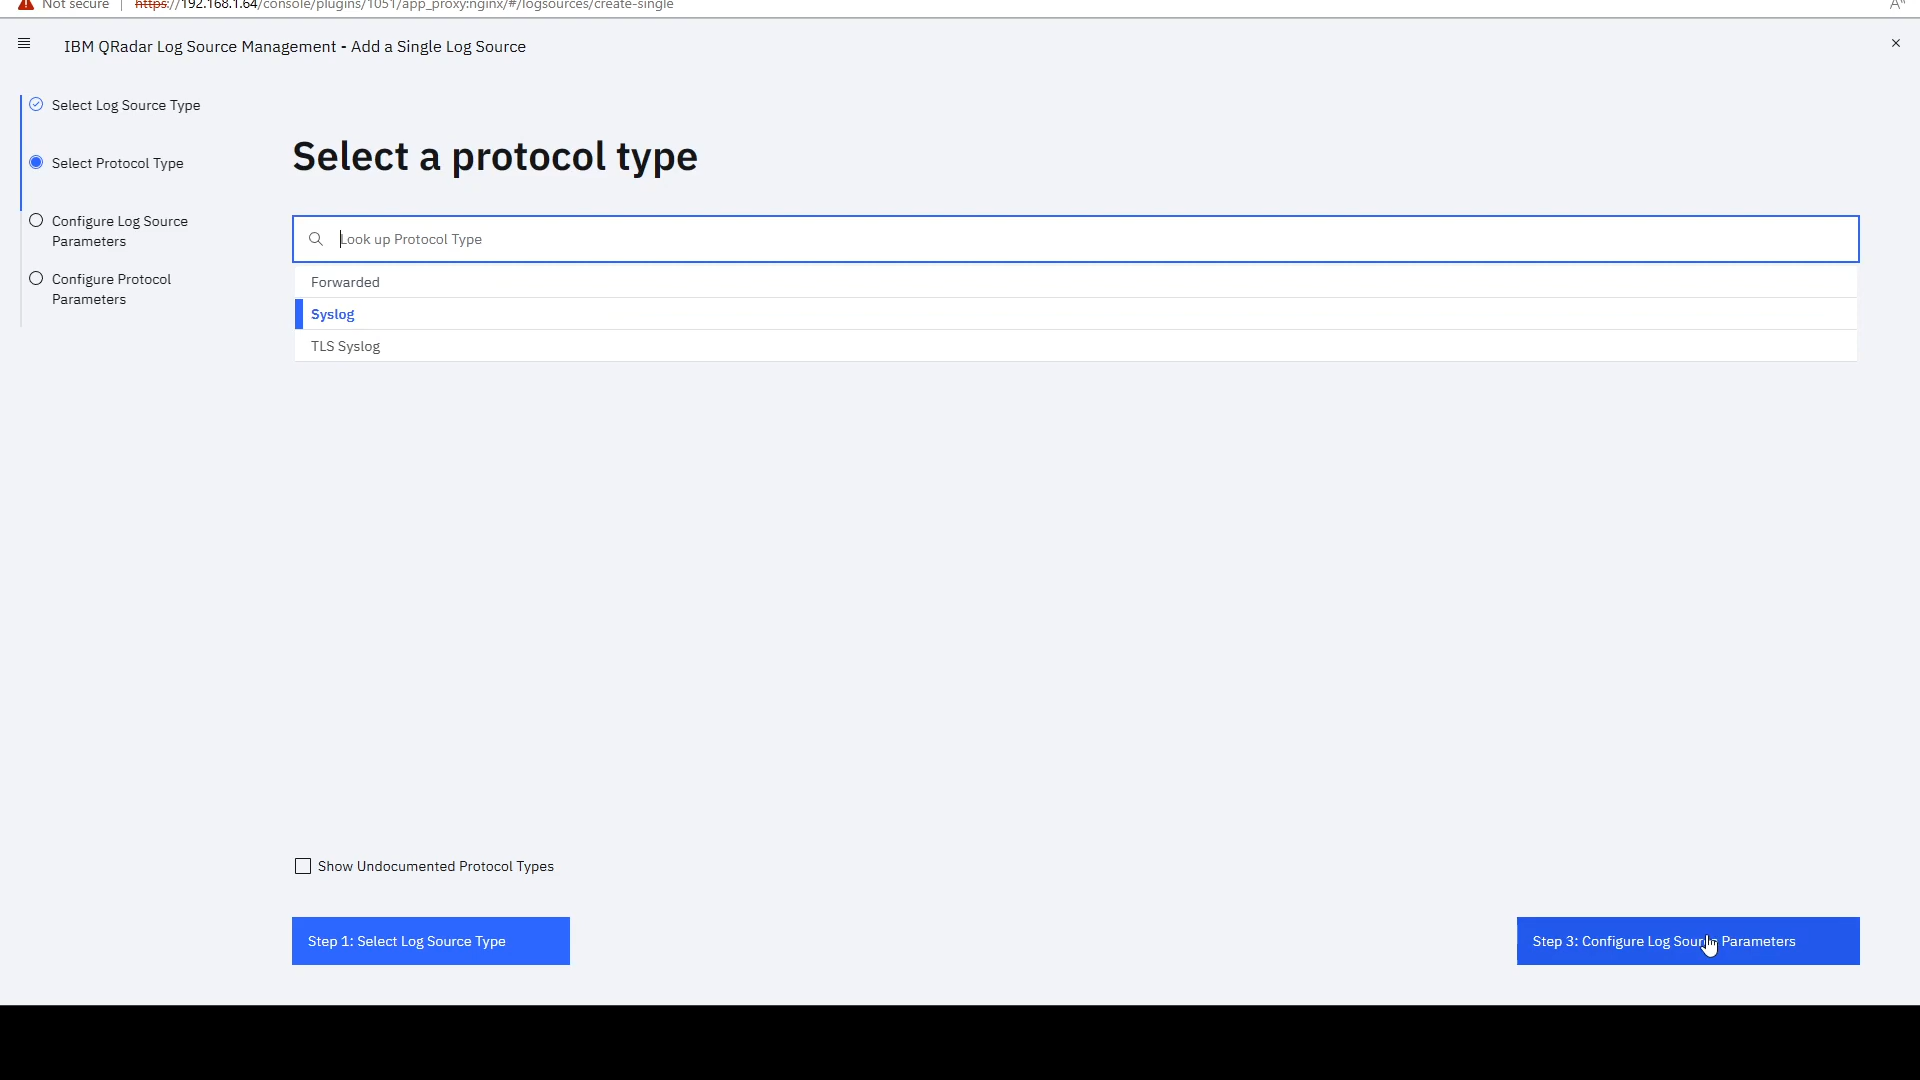 Not secure | https://192.168.1.64/console/plugins/1051/app_proxy:nginx/#/logsources/create-single A
IBM QRadar Log Source Management - Add a Single Log Source
Select Log Source Type
Select Protocol Type
Configure Log Source
Parameters
Configure Protocol
Parameters
Select a protocol type
Look up Protocol Type
Forwarded
Syslog
TLS Syslog
Show Undocumented Protocol Types
Step 1: Select Log Source Type
Step 3: Configure Log Source Parameters